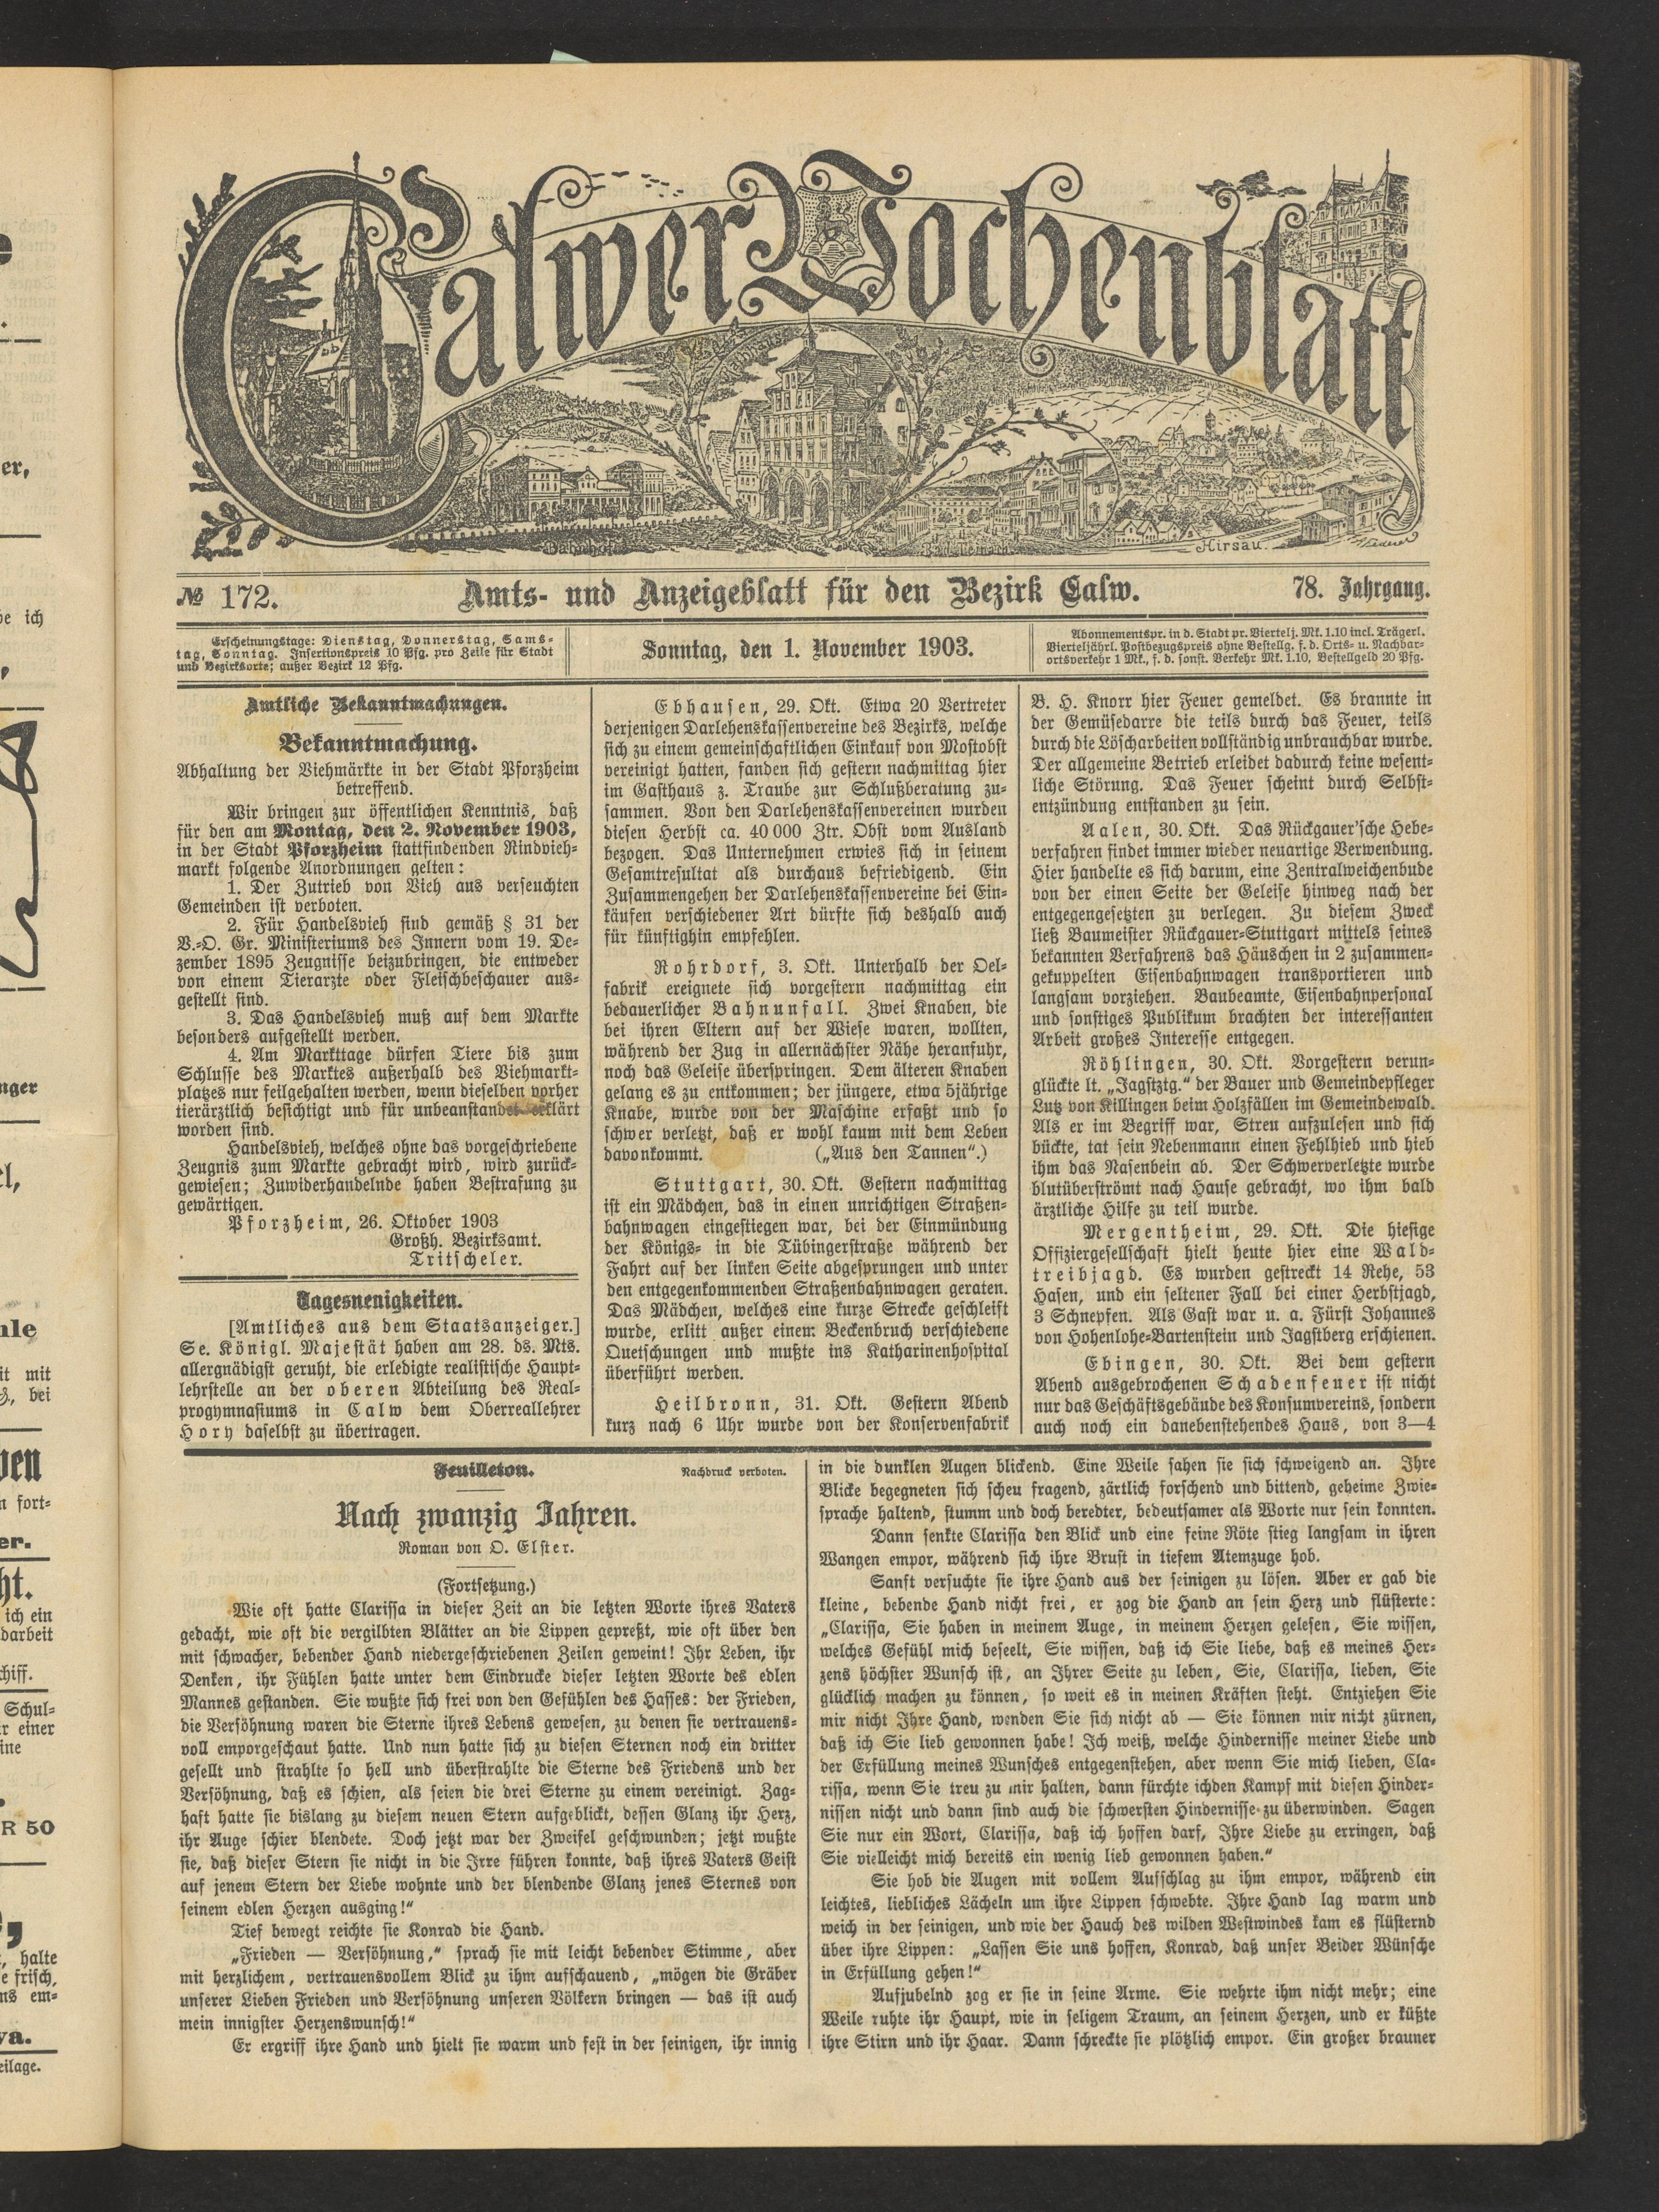 Calwer Wochenblatt
Rathaus
Bahnhof
Hirsau.
№ 172.
Amts- und Anzeigeblatt für den Bezirk Calw.
78. Jahrgang.
Erscheinungstage: Dienstag, Donnerstag, Sams-
tag, Sonntag. Insertionspreis 10 Pfg. pro Zeile für Stadt
und Bezirksorte; außer Bezirk 12 Pfg.
Sonntag, den 1. November 1903.
Abonnementspr. in d. Stadt pr. Viertelj. Mk. 1.10 incl. Trägerl.
Vierteljährl. Postbezugspreis ohne Bestellg. f. d. Orts- u. Nachbar-
ortsverkehr 1 Mk., f. d. sonst. Verkehr Mk. 1.10, Bestellgeld 20 Pfg.
Amtliche Bekanntmachungen.
Bekanntmachung.
Abhaltung der Viehmärkte in der Stadt Pforzheim
betreffend.
Wir bringen zur öffentlichen Kenntnis, daß
für den am Montag, den 2. November 1903,
in der Stadt Pforzheim stattfindenden Rindvieh-
markt folgende Anordnungen gelten:
1. Der Zutrieb von Vieh aus verseuchten
Gemeinden ist verboten.
2. Für Handelsvieh sind gemäß § 31 der
V.-O. Gr. Ministeriums des Innern vom 19. De-
zember 1895 Zeugnisse beizubringen, die entweder
von einem Tierarzte oder Fleischbeschauer aus-
gestellt sind.
3. Das Handelsvieh muß auf dem Markte
besonders aufgestellt werden.
4. Am Markttage dürfen Tiere bis zum
Schlusse des Marktes außerhalb des Viehmarkt-
platzes nur feilgehalten werden, wenn dieselben vorher
tierärztlich besichtigt und für unbeanstandet erklärt
worden sind.
Handelsvieh, welches ohne das vorgeschriebene
Zeugnis zum Markte gebracht wird, wird zurück-
gewiesen; Zuwiderhandelnde haben Bestrafung zu
gewärtigen.
Pforzheim, 26. Oktober 1903
Großh. Bezirksamt.
Tritscheler.
Tagesneuigkeiten.
[Amtliches aus dem Staatsanzeiger.]
Se. Königl. Majestät haben am 28. ds. Mts.
allergnädigst geruht, die erledigte realistische Haupt-
lehrstelle an der oberen Abteilung des Real-
progymnasiums in Calw dem Oberreallehrer
Hory daselbst zu übertragen.
Ebhausen, 29. Okt. Etwa 20 Vertreter
derjenigen Darlehenskassenvereine des Bezirks, welche
sich zu einem gemeinschaftlichen Einkauf von Mostobst
vereinigt hatten, fanden sich gestern nachmittag hier
im Gasthaus z. Traube zur Schlußberatung zu-
sammen. Von den Darlehenskassenvereinen wurden
diesen Herbst ca. 40 000 Ztr. Obst vom Ausland
bezogen. Das Unternehmen erwies sich in seinem
Gesamtresultat als durchaus befriedigend. Ein
Zusammengehen der Darlehenskassenvereine bei Ein-
käufen verschiedener Art dürfte sich deshalb auch
für künftighin empfehlen.
Rohrdorf, 3. Okt. Unterhalb der Oel-
fabrik ereignete sich vorgestern nachmittag ein
bedauerlicher Bahnunfall. Zwei Knaben, die
bei ihren Eltern auf der Wiese waren, wollten,
während der Zug in allernächster Nähe heranfuhr,
noch das Geleise überspringen. Dem älteren Knaben
gelang es zu entkommen; der jüngere, etwa 5jährige
Knabe, wurde von der Maschine erfaßt und so
schwer verletzt, daß er wohl kaum mit dem Leben
davonkommt. („Aus den Tannen“.)
Stuttgart, 30. Okt. Gestern nachmittag
ist ein Mädchen, das in einen unrichtigen Straßen-
bahnwagen eingestiegen war, bei der Einmündung
der Königs- in die Tübingerstraße während der
Fahrt auf der linken Seite abgesprungen und unter
den entgegenkommenden Straßenbahnwagen geraten.
Das Mädchen, welches eine kurze Strecke geschleift
wurde, erlitt außer einem Beckenbruch verschiedene
Quetschungen und mußte ins Katharinenhospital
überführt werden.
Heilbronn, 31. Okt. Gestern Abend
kurz nach 6 Uhr wurde von der Konservenfabrik
B. H. Knorr hier Feuer gemeldet. Es brannte in
der Gemüsedarre die teils durch das Feuer, teils
durch die Löscharbeiten vollständig unbrauchbar wurde.
Der allgemeine Betrieb erleidet dadurch keine wesent-
liche Störung. Das Feuer scheint durch Selbst-
entzündung entstanden zu sein.
Aalen, 30. Okt. Das Rückgauer'sche Hebe-
verfahren findet immer wieder neuartige Verwendung.
Hier handelte es sich darum, eine Zentralweichenbude
von der einen Seite der Geleise hinweg nach der
entgegengesetzten zu verlegen. Zu diesem Zweck
ließ Baumeister Rückgauer-Stuttgart mittels seines
bekannten Verfahrens das Häuschen in 2 zusammen-
gekuppelten Eisenbahnwagen transportieren und
langsam vorziehen. Baubeamte, Eisenbahnpersonal
und sonstiges Publikum brachten der interessanten
Arbeit großes Interesse entgegen.
Röhlingen, 30. Okt. Vorgestern verun-
glückte lt. „Jagstztg.“ der Bauer und Gemeindepfleger
Lutz von Killingen beim Holzfällen im Gemeindewald.
Als er im Begriff war, Streu aufzulesen und sich
bückte, tat sein Nebenmann einen Fehlhieb und hieb
ihm das Nasenbein ab. Der Schwerverletzte wurde
blutüberströmt nach Hause gebracht, wo ihm bald
ärztliche Hilfe zu teil wurde.
Mergentheim, 29. Okt. Die hiesige
Offiziergesellschaft hielt heute hier eine Wald-
treibjagd. Es wurden gestreckt 14 Rehe, 53
Hasen, und ein seltener Fall bei einer Herbstjagd,
3 Schnepfen. Als Gast war u. a. Fürst Johannes
von Hohenlohe-Bartenstein und Jagstberg erschienen.
Ebingen, 30. Okt. Bei dem gestern
Abend ausgebrochenen Schadenfeuer ist nicht
nur das Geschäftsgebäude des Konsumvereins, sondern
auch noch ein danebenstehendes Haus, von 3—4
Feuilleton.
Nachdruck verboten.
Nach zwanzig Jahren.
Roman von O. Elster.
(Fortsetzung.)
Wie oft hatte Clarissa in dieser Zeit an die letzten Worte ihres Vaters
gedacht, wie oft die vergilbten Blätter an die Lippen gepreßt, wie oft über den
mit schwacher, bebender Hand niedergeschriebenen Zeilen geweint! Ihr Leben, ihr
Denken, ihr Fühlen hatte unter dem Eindrucke dieser letzten Worte des edlen
Mannes gestanden. Sie wußte sich frei von den Gefühlen des Hasses: der Frieden,
die Versöhnung waren die Sterne ihres Lebens gewesen, zu denen sie vertrauens-
voll emporgeschaut hatte. Und nun hatte sich zu diesen Sternen noch ein dritter
gesellt und strahlte so hell und überstrahlte die Sterne des Friedens und der
Versöhnung, daß es schien, als seien die drei Sterne zu einem vereinigt. Zag-
haft hatte sie bislang zu diesem neuen Stern aufgeblickt, dessen Glanz ihr Herz,
ihr Auge schier blendete. Doch jetzt war der Zweifel geschwunden; jetzt wußte
sie, daß dieser Stern sie nicht in die Irre führen konnte, daß ihres Vaters Geist
auf jenem Stern der Liebe wohnte und der blendende Glanz jenes Sternes von
seinem edlen Herzen ausging!“
Tief bewegt reichte sie Konrad die Hand.
„Frieden — Versöhnung,“ sprach sie mit leicht bebender Stimme, aber
mit herzlichem, vertrauensvollem Blick zu ihm aufschauend, „mögen die Gräber
unserer Lieben Frieden und Versöhnung unseren Völkern bringen — das ist auch
mein innigster Herzenswunsch!“
Er ergriff ihre Hand und hielt sie warm und fest in der seinigen, ihr innig
in die dunklen Augen blickend. Eine Weile sahen sie sich schweigend an. Ihre
Blicke begegneten sich scheu fragend, zärtlich forschend und bittend, geheime Zwie-
sprache haltend, stumm und doch beredter, bedeutsamer als Worte nur sein konnten.
Dann senkte Clarissa den Blick und eine feine Röte stieg langsam in ihren
Wangen empor, während sich ihre Brust in tiefem Atemzuge hob.
Sanft versuchte sie ihre Hand aus der seinigen zu lösen. Aber er gab die
kleine, bebende Hand nicht frei, er zog die Hand an sein Herz und flüsterte:
„Clarissa, Sie haben in meinem Auge, in meinem Herzen gelesen, Sie wissen,
welches Gefühl mich beseelt, Sie wissen, daß ich Sie liebe, daß es meines Her-
zens höchster Wunsch ist, an Ihrer Seite zu leben, Sie, Clarissa, lieben, Sie
glücklich machen zu können, so weit es in meinen Kräften steht. Entziehen Sie
mir nicht Ihre Hand, wenden Sie sich nicht ab — Sie können mir nicht zürnen,
daß ich Sie lieb gewonnen habe! Ich weiß, welche Hindernisse meiner Liebe und
der Erfüllung meines Wunsches entgegenstehen, aber wenn Sie mich lieben, Cla-
rissa, wenn Sie treu zu mir halten, dann fürchte ichden Kampf mit diesen Hinder-
nissen nicht und dann sind auch die schwersten Hindernisse zu überwinden. Sagen
Sie nur ein Wort, Clarissa, daß ich hoffen darf, Ihre Liebe zu erringen, daß
Sie vielleicht mich bereits ein wenig lieb gewonnen haben.“
Sie hob die Augen mit vollem Aufschlag zu ihm empor, während ein
leichtes, liebliches Lächeln um ihre Lippen schwebte. Ihre Hand lag warm und
weich in der seinigen, und wie der Hauch des wilden Westwindes kam es flüsternd
über ihre Lippen: „Lassen Sie uns hoffen, Konrad, daß unser Beider Wünsche
in Erfüllung gehen!“
Aufjubelnd zog er sie in seine Arme. Sie wehrte ihm nicht mehr; eine
Weile ruhte ihr Haupt, wie in seligem Traum, an seinem Herzen, und er küßte
ihre Stirn und ihr Haar. Dann schreckte sie plötzlich empor. Ein großer brauner